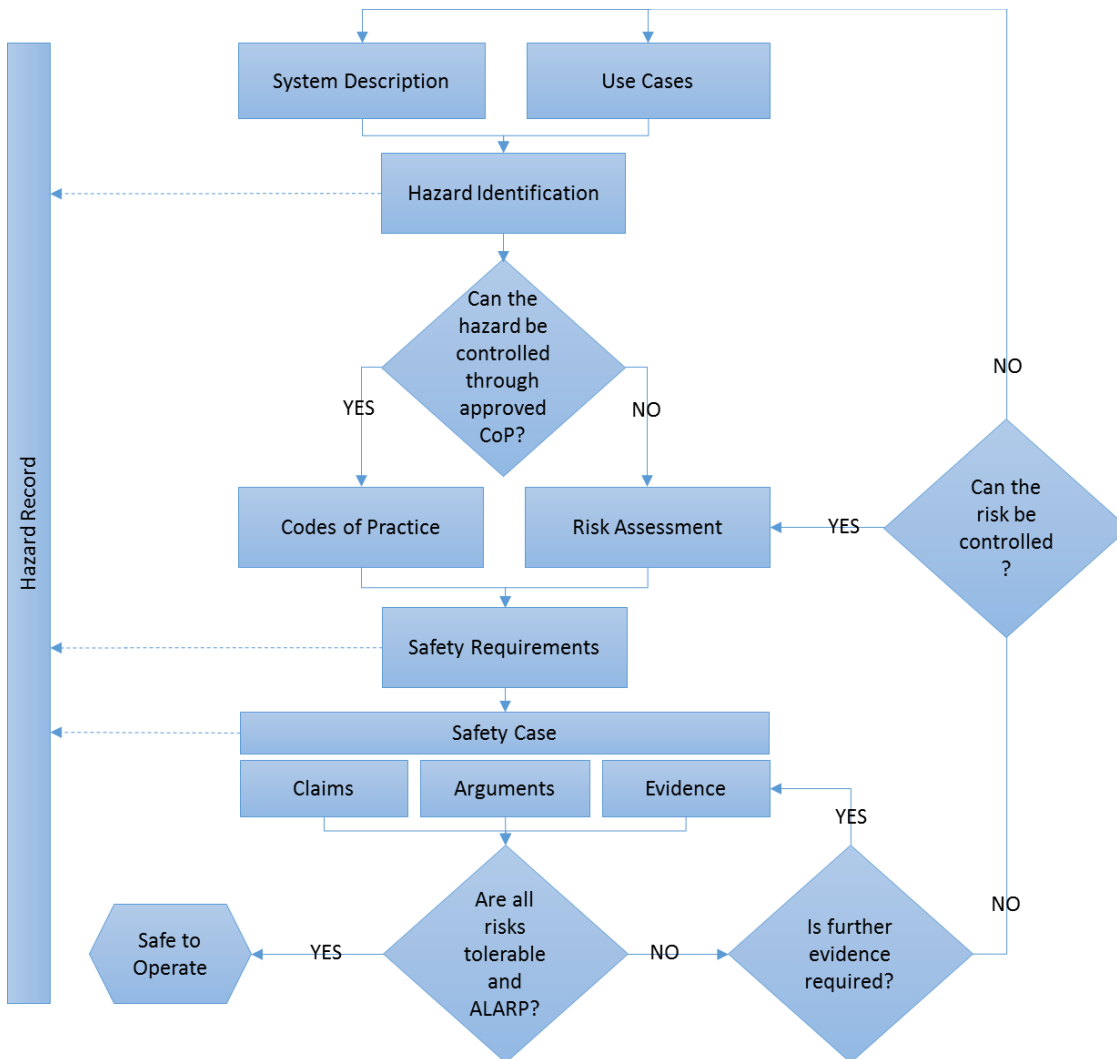 System Description
Use Cases
Hazard Identification
Can the
hazard be
controlled
through
approved
CoP?
YES
NO
NO
Hazard Record
Codes of Practice
Risk Assessment
YES
Can the
risk be
controlled
?
Safety Requirements
Safety Case
Claims
Arguments
Evidence
YES
Are all
risks
tolerable
and
ALARP?
Safe to
Operate
YES
NO
Is further
evidence
required?
NO